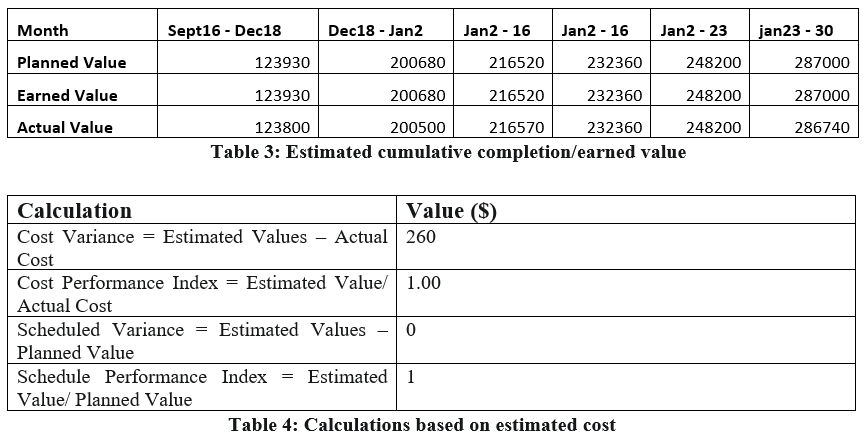 Month Sept16 - Dec18 Dec18 - Jan2 Jan2 - 16 Jan2 - 16 Jan2 - 23 jan23 - 30
Planned Value 123930 200680 216520 232360 248200 287000
Earned Value 123930 200680 216520 232360 248200 287000
Actual Value 123800 200500 216570 232360 248200 286740
Table 3: Estimated cumulative completion/earned value
Calculation Value ($)
Cost Variance = Estimated Values – Actual 260
Cost
Cost Performance Index = Estimated Value/ 1.00
Actual Cost
Scheduled Variance = Estimated Values – 0
Planned Value
Schedule Performance Index = Estimated 1
Value/ Planned Value
Table 4: Calculations based on estimated cost